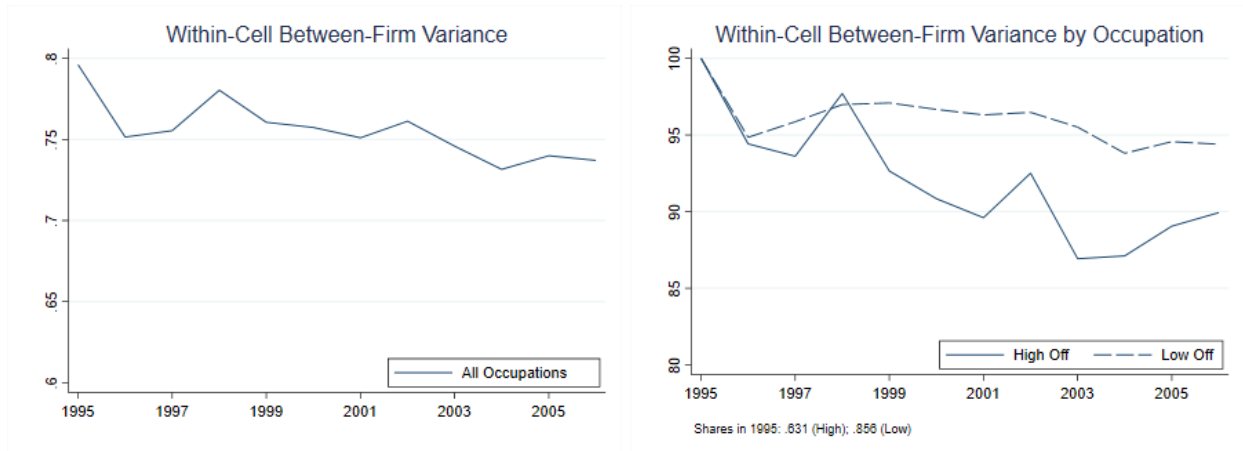 Within-Cell Between-Firm Variance
.8
.75
.7
.65
.6
1995 1997 1999 2001 2003 2005
All Occupations
Within-Cell Between-Firm Variance by Occupation
100
95
90
85
80
1995 1997 1999 2001 2003 2005
High Off Low Off
Shares in 1995: .631 (High); .856 (Low)